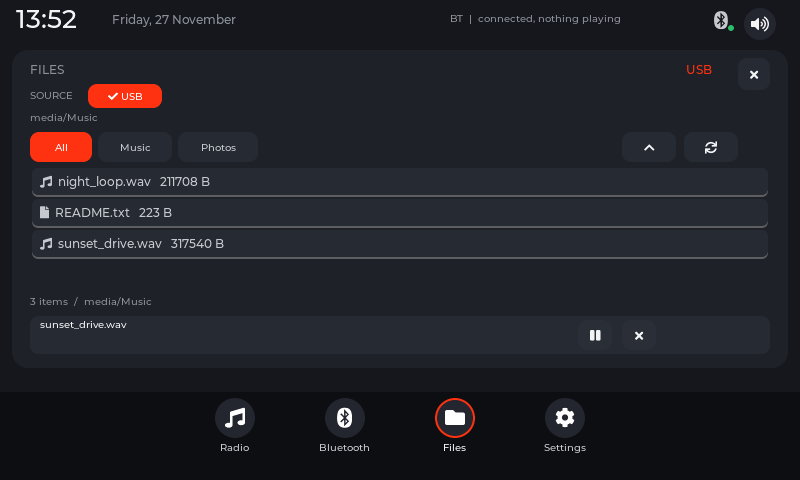 13:52 Friday, 27 November BT | connected, nothing playing
FILES USB
SOURCE USB
media/Music
All Music Photos
night_loop.wav 211708 B
README.txt 223 B
sunset_drive.wav 317540 B
3 items / media/Music
sunset_drive.wav
Radio Bluetooth Files Settings